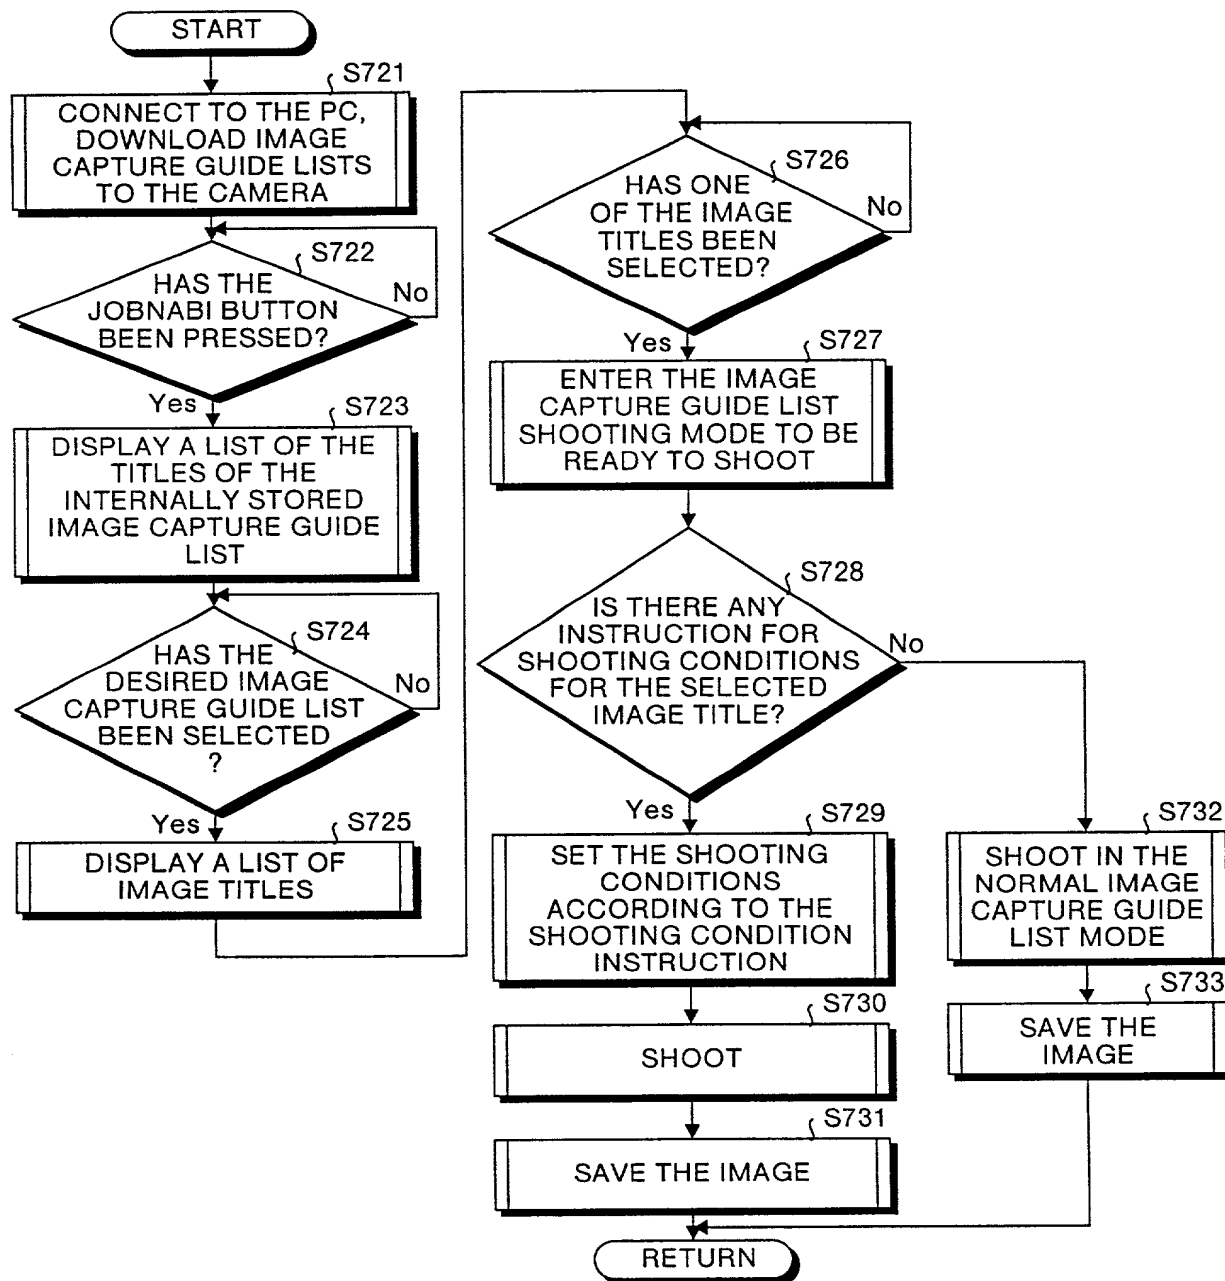 START
S721
CONNECT TO THE PC,
DOWNLOAD IMAGE
CAPTURE GUIDE LISTS
TO THE CAMERA
S722
HAS THE
JOBNABI BUTTON
BEEN PRESSED?
No
Yes
S723
DISPLAY A LIST OF THE
TITLES OF THE
INTERNALLY STORED
IMAGE CAPTURE GUIDE
LIST
S724
HAS THE
DESIRED IMAGE
CAPTURE GUIDE LIST
BEEN SELECTED
?
No
Yes
S725
DISPLAY A LIST OF
IMAGE TITLES
S726
HAS ONE
OF THE IMAGE
TITLES BEEN
SELECTED?
No
Yes
S727
ENTER THE IMAGE
CAPTURE GUIDE LIST
SHOOTING MODE TO BE
READY TO SHOOT
S728
IS THERE ANY
INSTRUCTION FOR
SHOOTING CONDITIONS
FOR THE SELECTED
IMAGE TITLE?
No
Yes
S729
SET THE SHOOTING
CONDITIONS
ACCORDING TO THE
SHOOTING CONDITION
INSTRUCTION
S730
SHOOT
S731
SAVE THE IMAGE
S732
SHOOT IN THE
NORMAL IMAGE
CAPTURE GUIDE
LIST MODE
S733
SAVE THE
IMAGE
RETURN